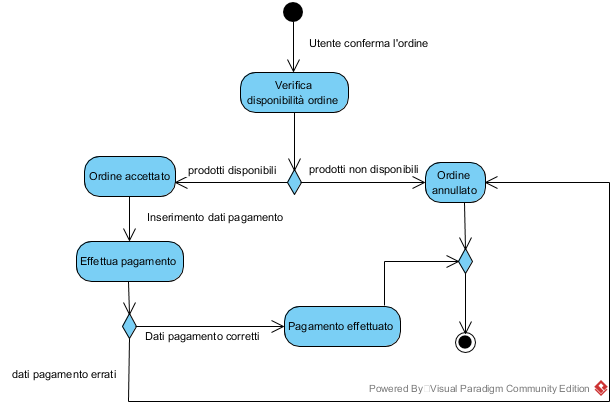 Utente conferma l'ordine
Verifica
disponibilità ordine
prodotti disponibili
prodotti non disponibili
Ordine accettato
Ordine
annullato
Inserimento dati pagamento
Effettua pagamento
Pagamento effettuato
Dati pagamento corretti
dati pagamento errati
Powered By Visual Paradigm Community Edition